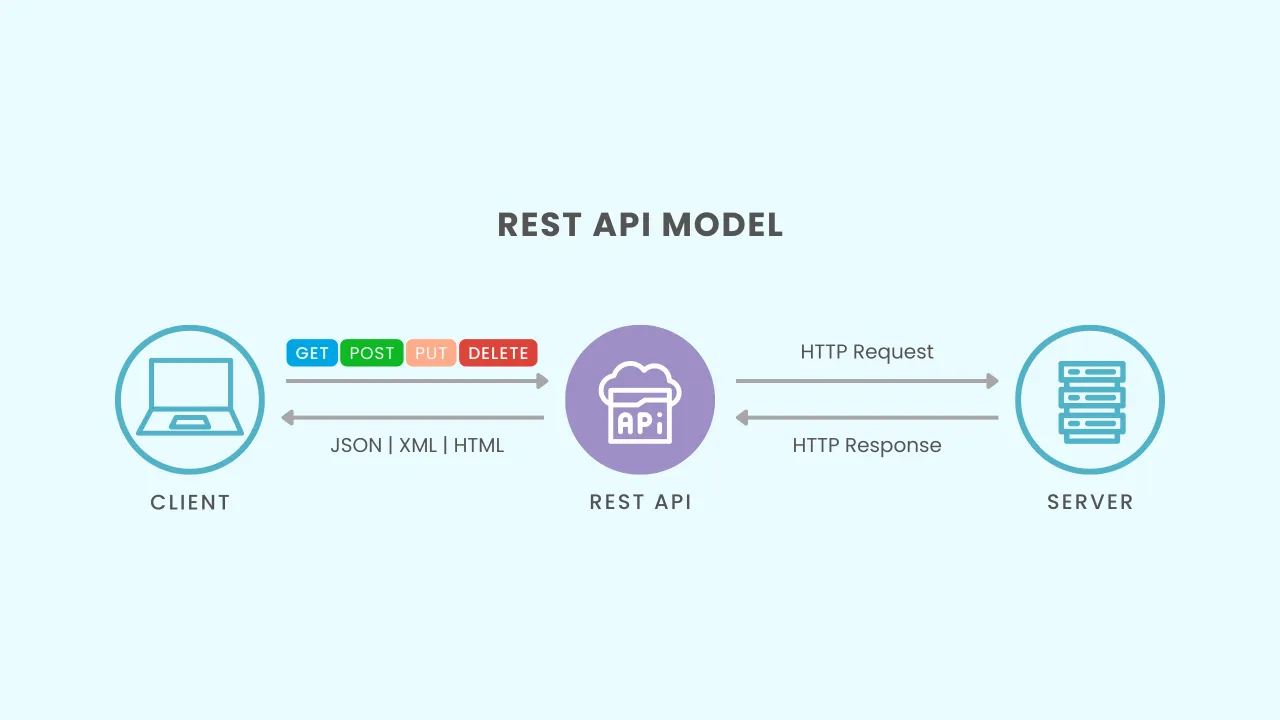 REST API MODEL
GET POST PUT DELETE
JSON | XML | HTML
CLIENT
API
REST API
HTTP Request
HTTP Response
SERVER